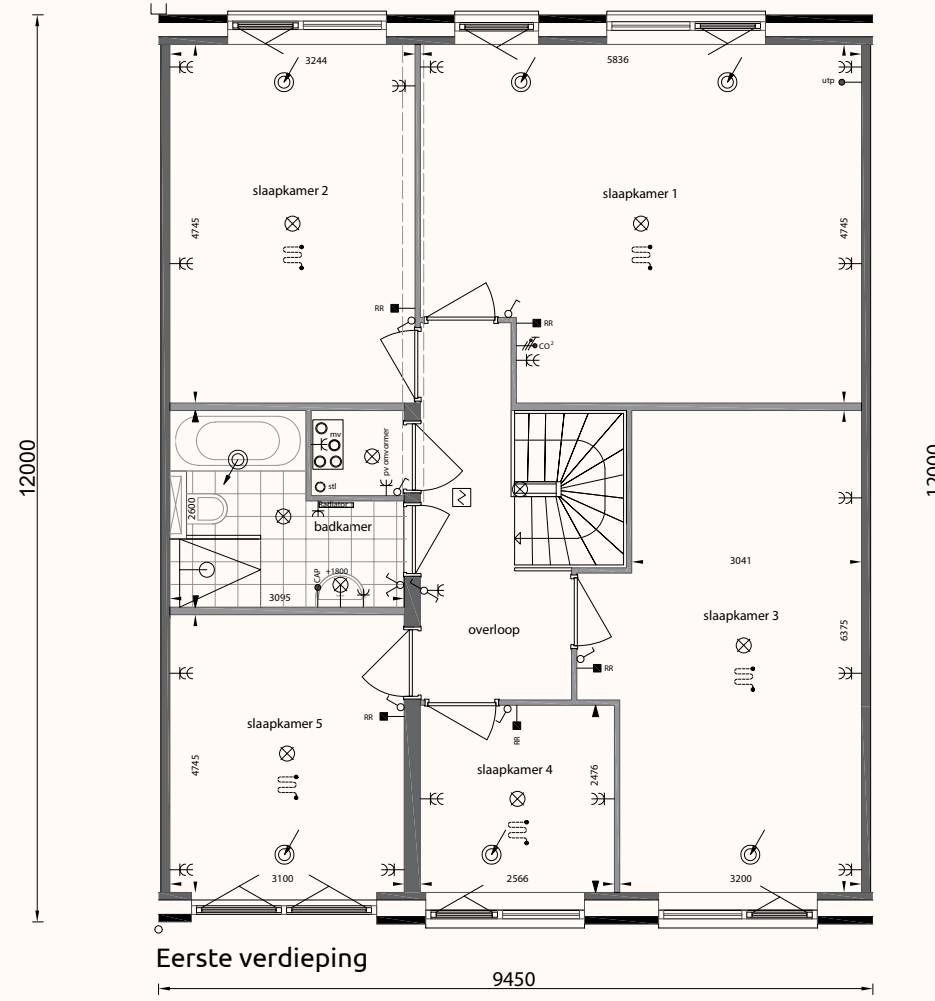 3244
5836
utp
slaapkamer 2
slaapkamer 1
4745
4745
RR
RR
CO²
12000
12000
mv
pv omvormer
stl
Radiator
2600
badkamer
CAP
+1800
3095
3041
slaapkamer 3
overloop
6375
RR
RR
RR
slaapkamer 5
slaapkamer 4
4745
2476
3100
2566
3200
Eerste verdieping
9450